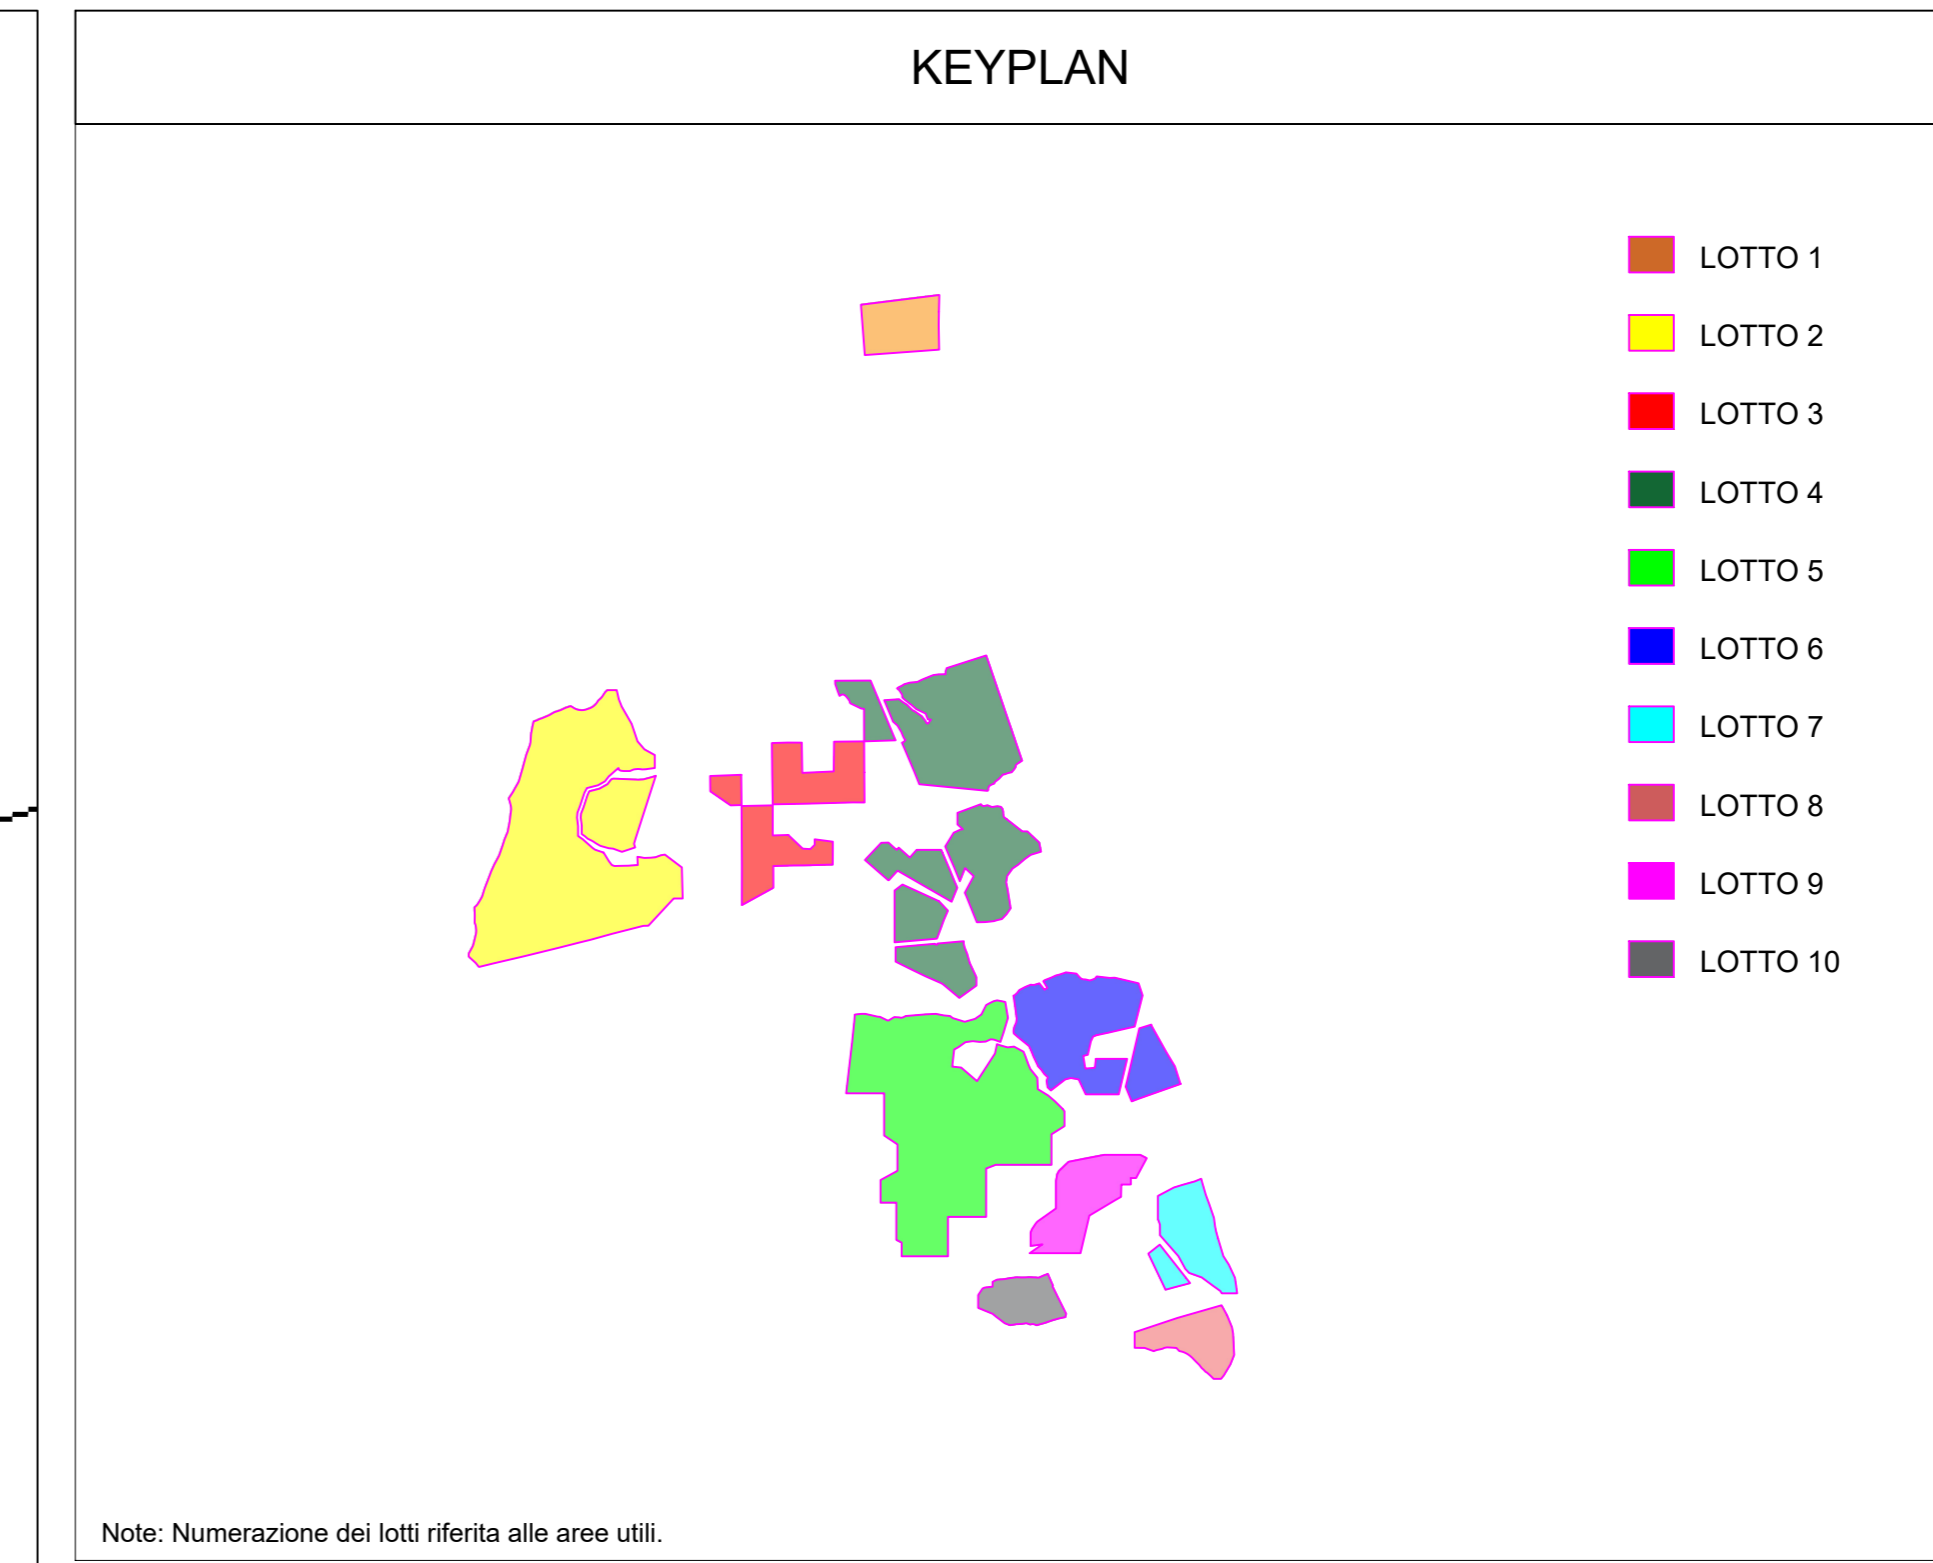 KEYPLAN
LOTTO 1
LOTTO 2
LOTTO 3
LOTTO 4
LOTTO 5
LOTTO 6
LOTTO 7
LOTTO 8
LOTTO 9
LOTTO 10
Note: Numerazione dei lotti riferita alle aree utili.